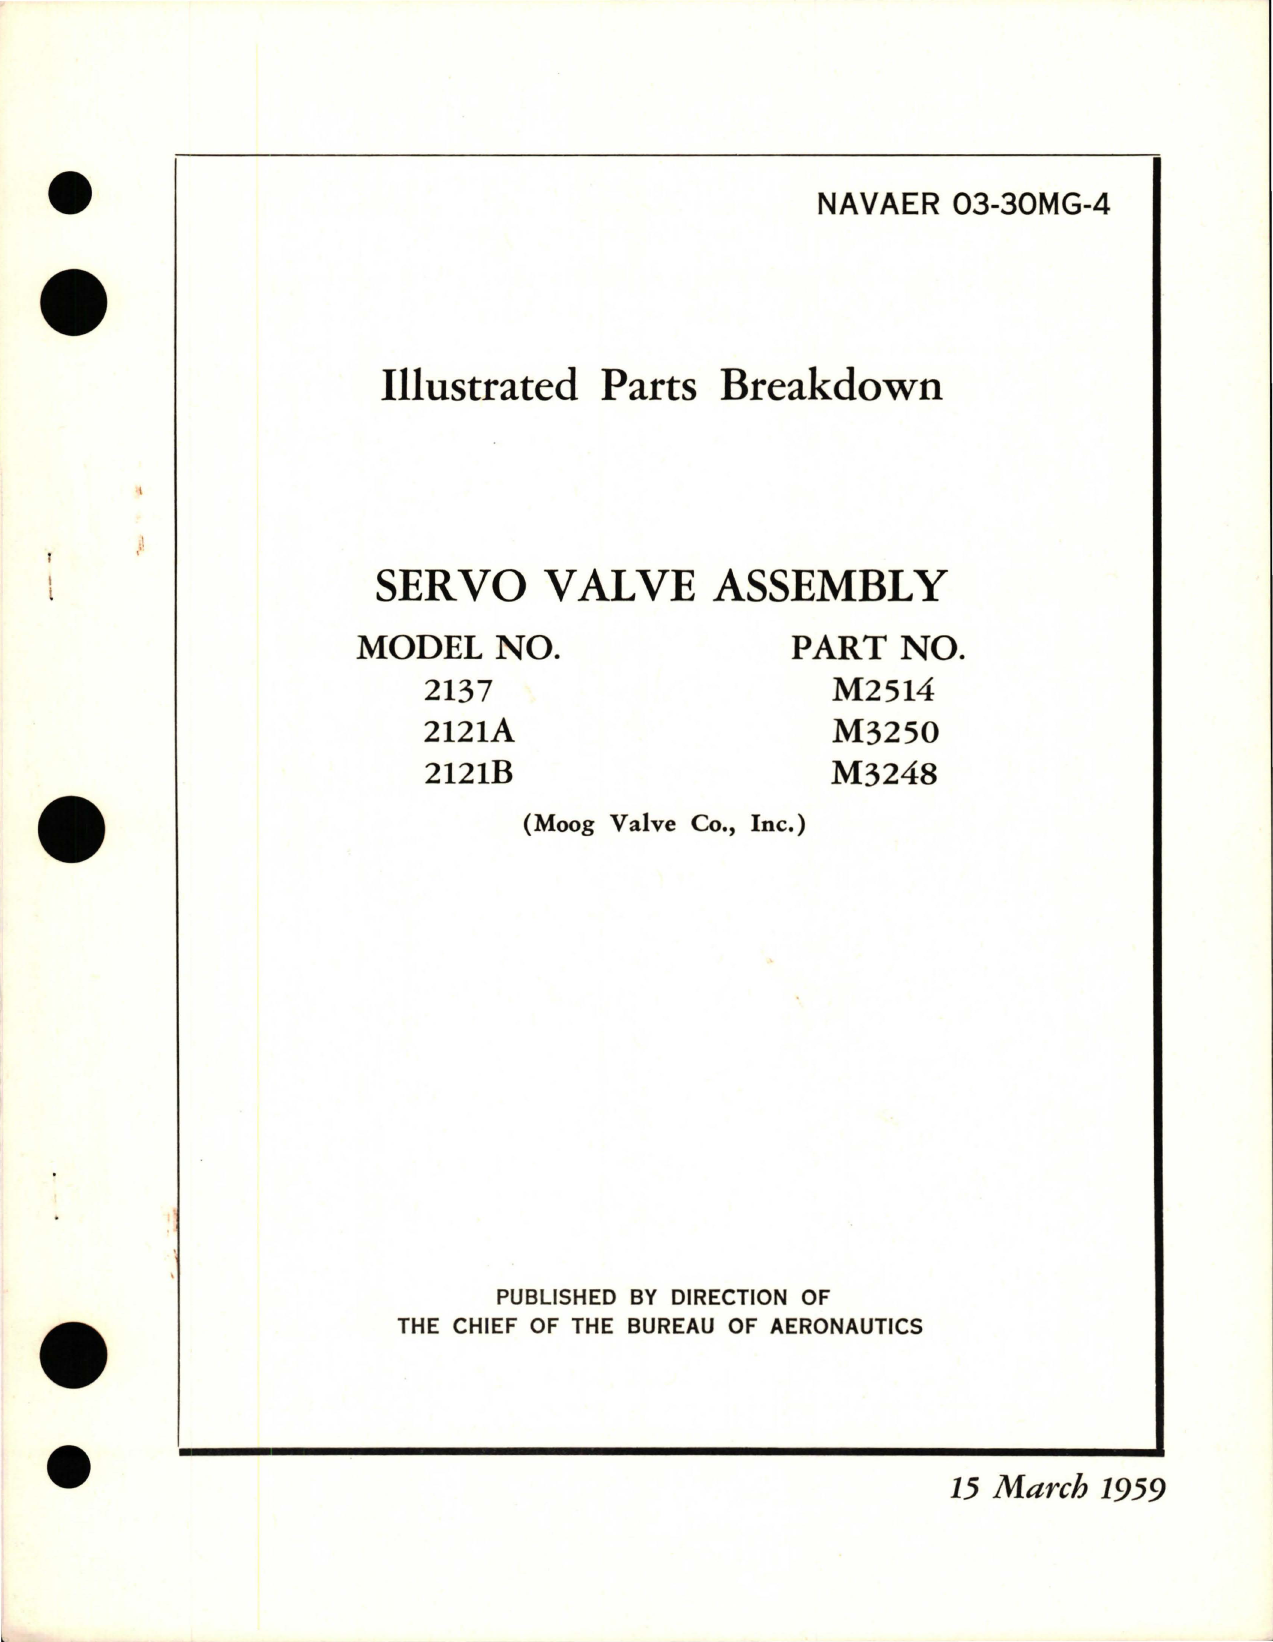 NAVAER 03-30MG-4
Illustrated Parts Breakdown
SERVO VALVE ASSEMBLY
MODEL NO. PART NO.
2137 M2514
2121A M3250
2121B M3248
(Moog Valve Co., Inc.)
PUBLISHED BY DIRECTION OF
THE CHIEF OF THE BUREAU OF AERONAUTICS
15 March 1959